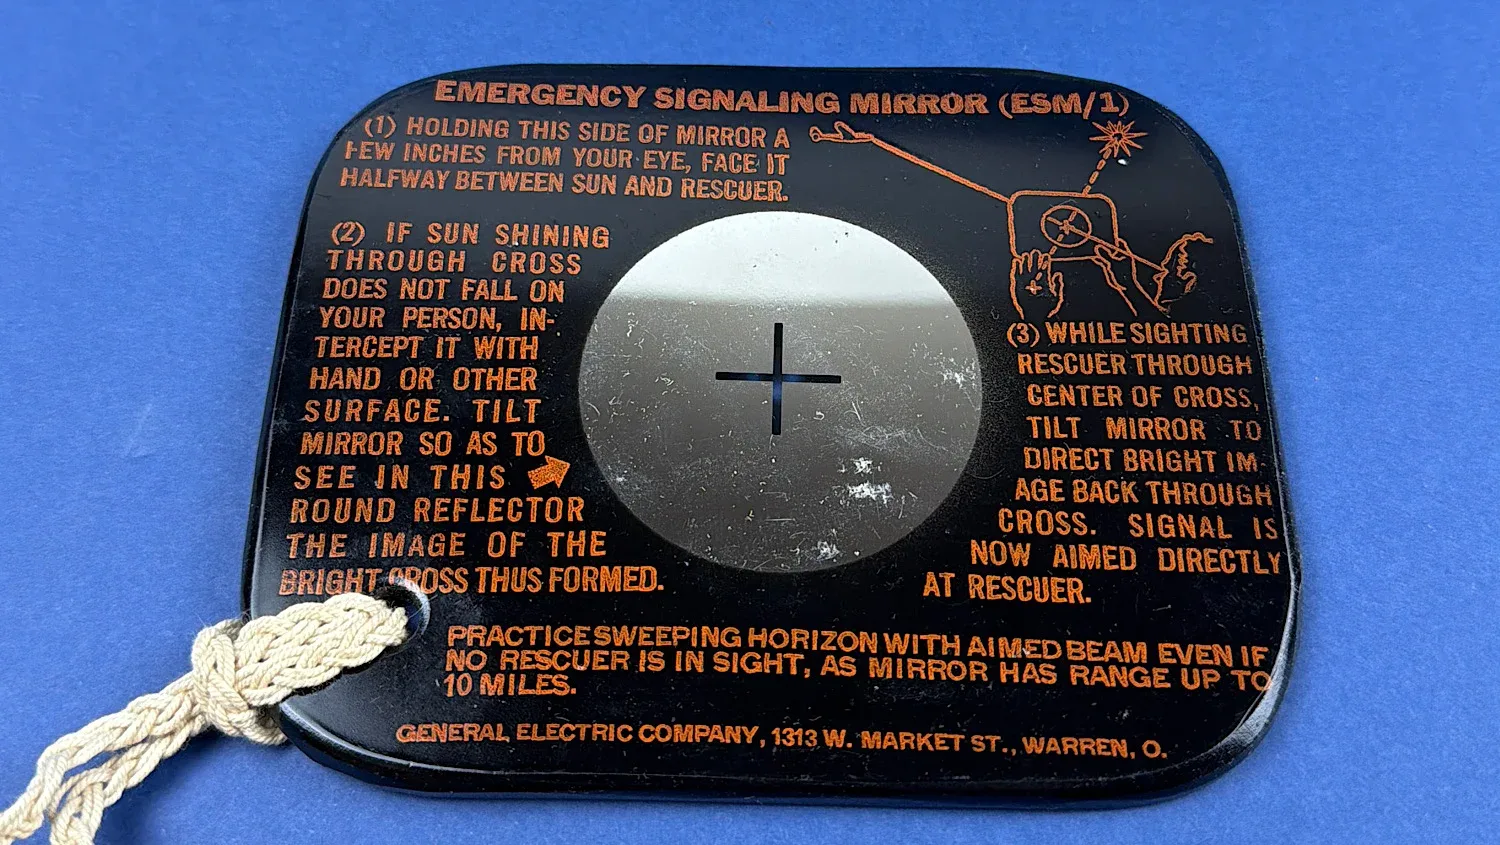 EMERGENCY SIGNALING MIRROR (ESM/1)
(1) HOLDING THIS SIDE OF MIRROR A
FEW INCHES FROM YOUR EYE, FACE IT
HALFWAY BETWEEN SUN AND RESCUER.
(2) IF SUN SHINING
THROUGH CROSS
DOES NOT FALL ON
YOUR PERSON, IN-
TERCEPT IT WITH
HAND OR OTHER
SURFACE. TILT
MIRROR SO AS TO
SEE IN THIS
ROUND REFLECTOR
THE IMAGE OF THE
BRIGHT CROSS THUS FORMED.
(3) WHILE SIGHTING
RESCUER THROUGH
CENTER OF CROSS,
TILT MIRROR TO
DIRECT BRIGHT IM-
AGE BACK THROUGH
CROSS. SIGNAL IS
NOW AIMED DIRECTLY
AT RESCUER.
PRACTICE SWEEPING HORIZON WITH AIMED BEAM EVEN IF
NO RESCUER IS IN SIGHT, AS MIRROR HAS RANGE UP TO
10 MILES.
GENERAL ELECTRIC COMPANY, 1313 W. MARKET ST., WARREN, O.